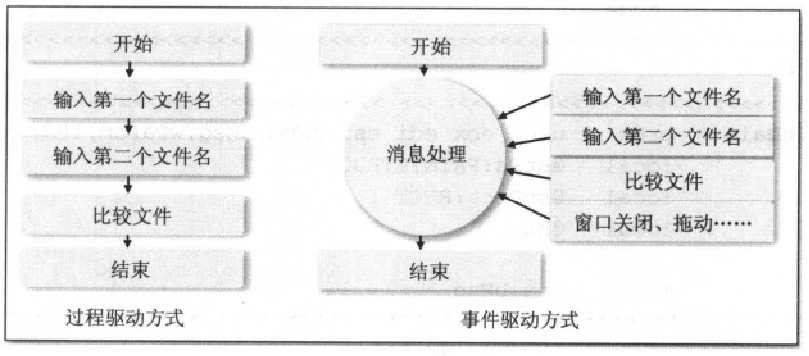 开始
输入第一个文件名
输入第二个文件名
比较文件
结束
过程驱动方式
开始
消息处理
输入第一个文件名
输入第二个文件名
比较文件
窗口关闭、拖动……
结束
事件驱动方式